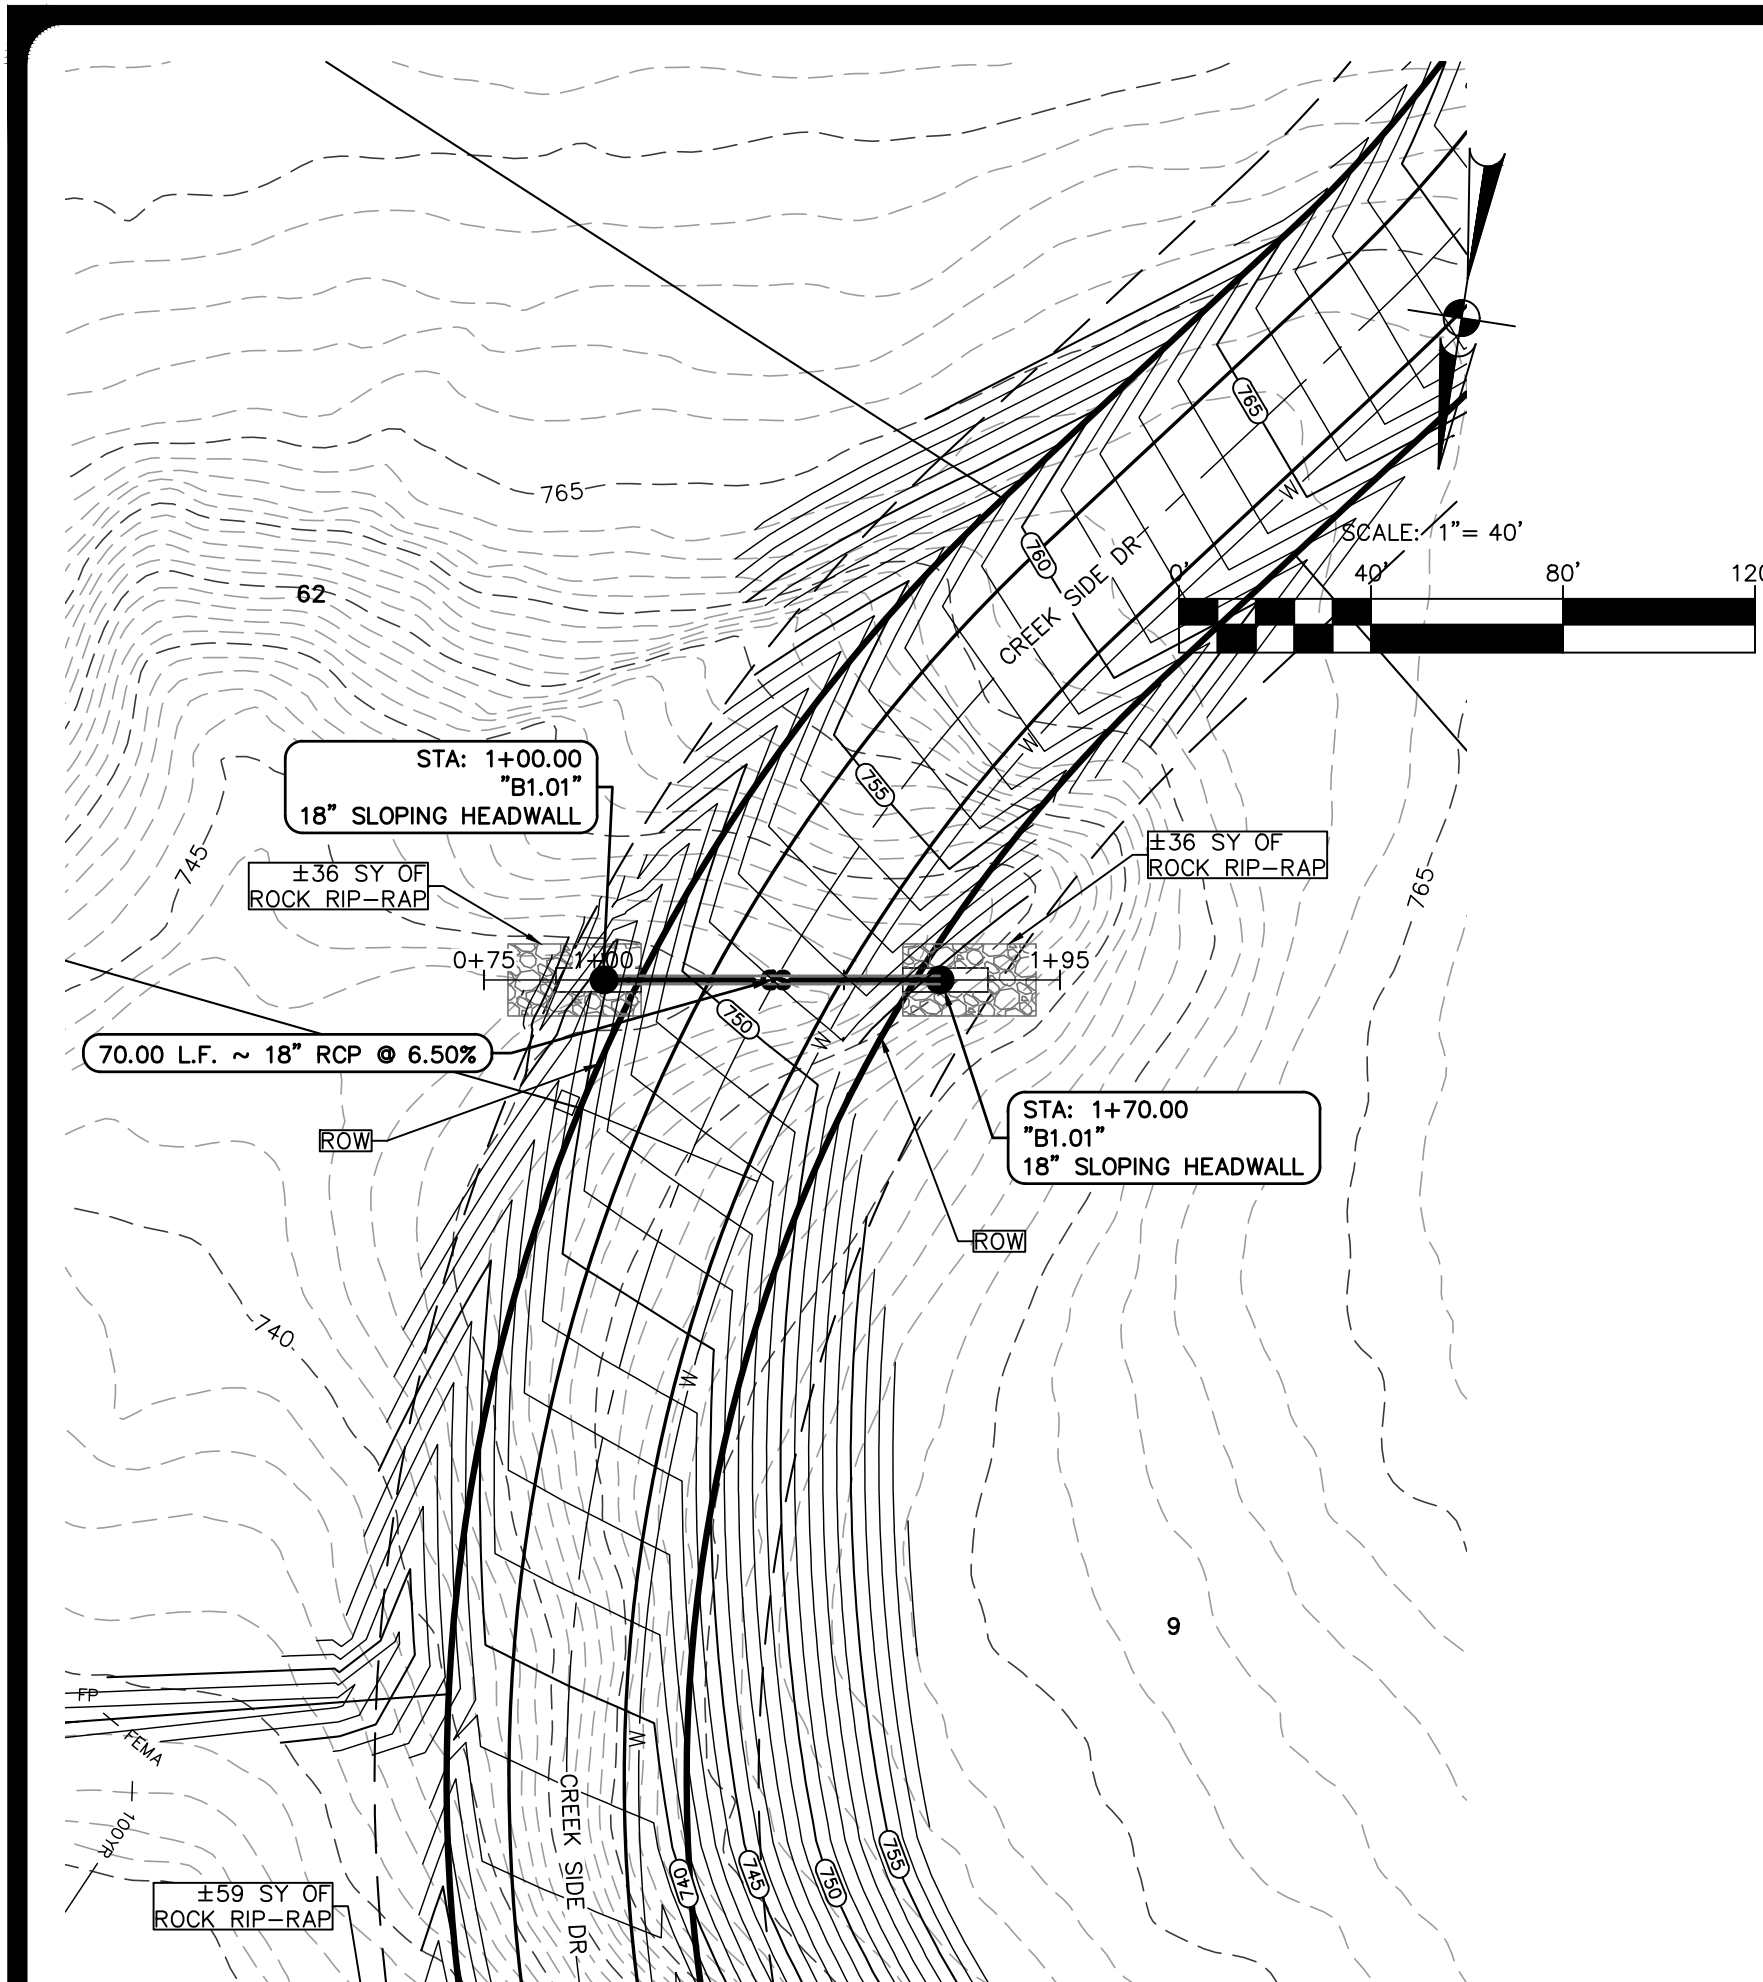 765
SCALE: 1"= 40'
0' 40' 80' 120
765
760
CREEK SIDE DR
W
62
STA: 1+00.00
"B1.01"
18" SLOPING HEADWALL
W
755
745
±36 SY OF
ROCK RIP-RAP
±36 SY OF
ROCK RIP-RAP
765
0+75
1+00
1+95
750
W
70.00 L.F. ~ 18" RCP @ 6.50%
STA: 1+70.00
"B1.01"
18" SLOPING HEADWALL
ROW
ROW
740
W
9
FP
FEMA
100YR
W
CREEK SIDE DR
740
745
750
755
±59 SY OF
ROCK RIP-RAP